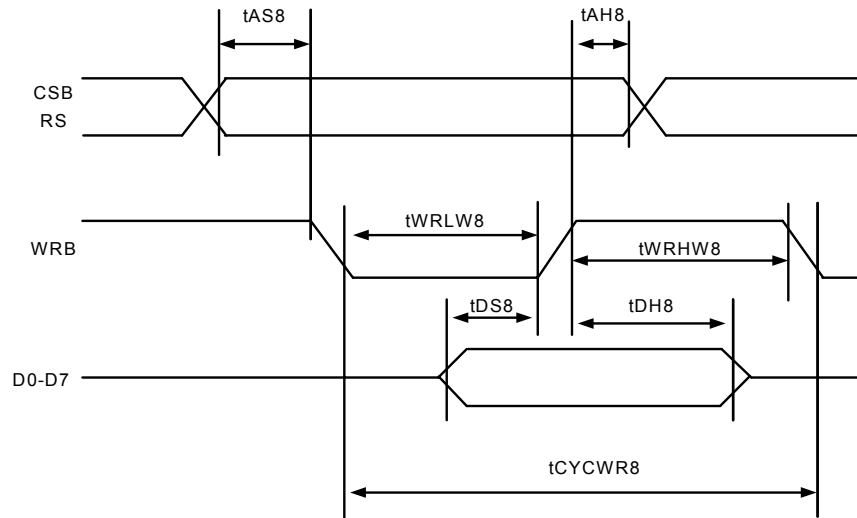 tAS8
tAH8
CSB
RS
tWRLW8
WRB
tWRHW8
tDS8
tDH8
D0-D7
tCYCWR8